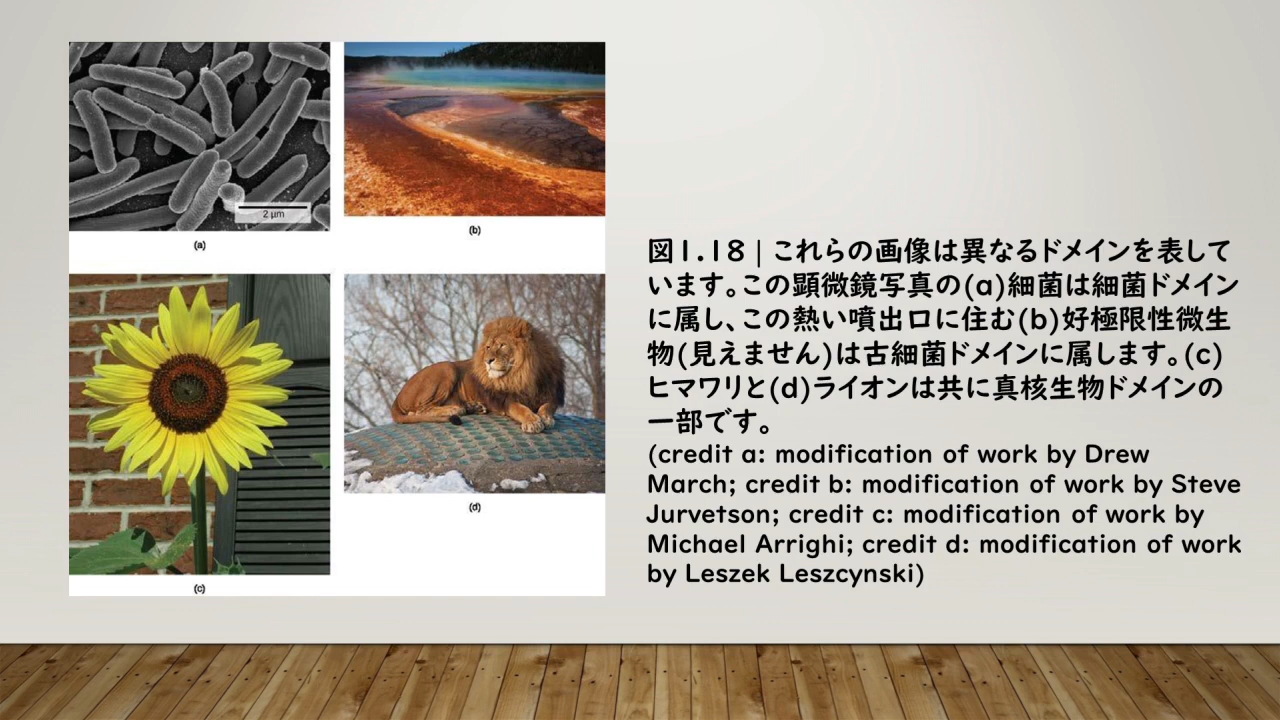 2 µm
(a)
(b)
(c)
(d)
図1.18 | これらの画像は異なるドメインを表して
います。この顕微鏡写真の(a)細菌は細菌ドメイン
に属し、この熱い噴出口に住む(b)好極限性微生
物(見えません)は古細菌ドメインに属します。(c)
ヒマワリと(d)ライオンは共に真核生物ドメインの
一部です。
(credit a: modification of work by Drew
March; credit b: modification of work by Steve
Jurvetson; credit c: modification of work by
Michael Arrighi; credit d: modification of work
by Leszek Leszcynski)